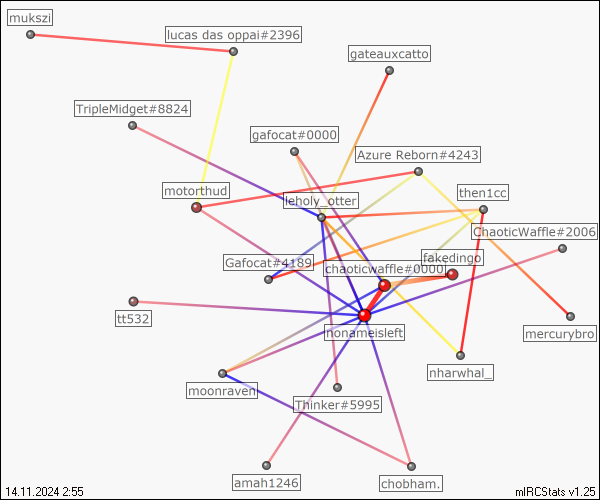 mukszi
lucas das oppai#2396
gateauxcatto
TripleMidget#8824
gafocat#0000
Azure Reborn#4243
motorthud
then1cc
leholy_otter
ChaoticWaffle#2006
fakedingo
Gafocat#4189
chaoticwaffle#0000
tt532
nonameisleft
mercurybro
nharwhal_
moonraven
Thinker#5995
amah1246
chobham.
14.11.2024 2:55
mIRCStats v1.25